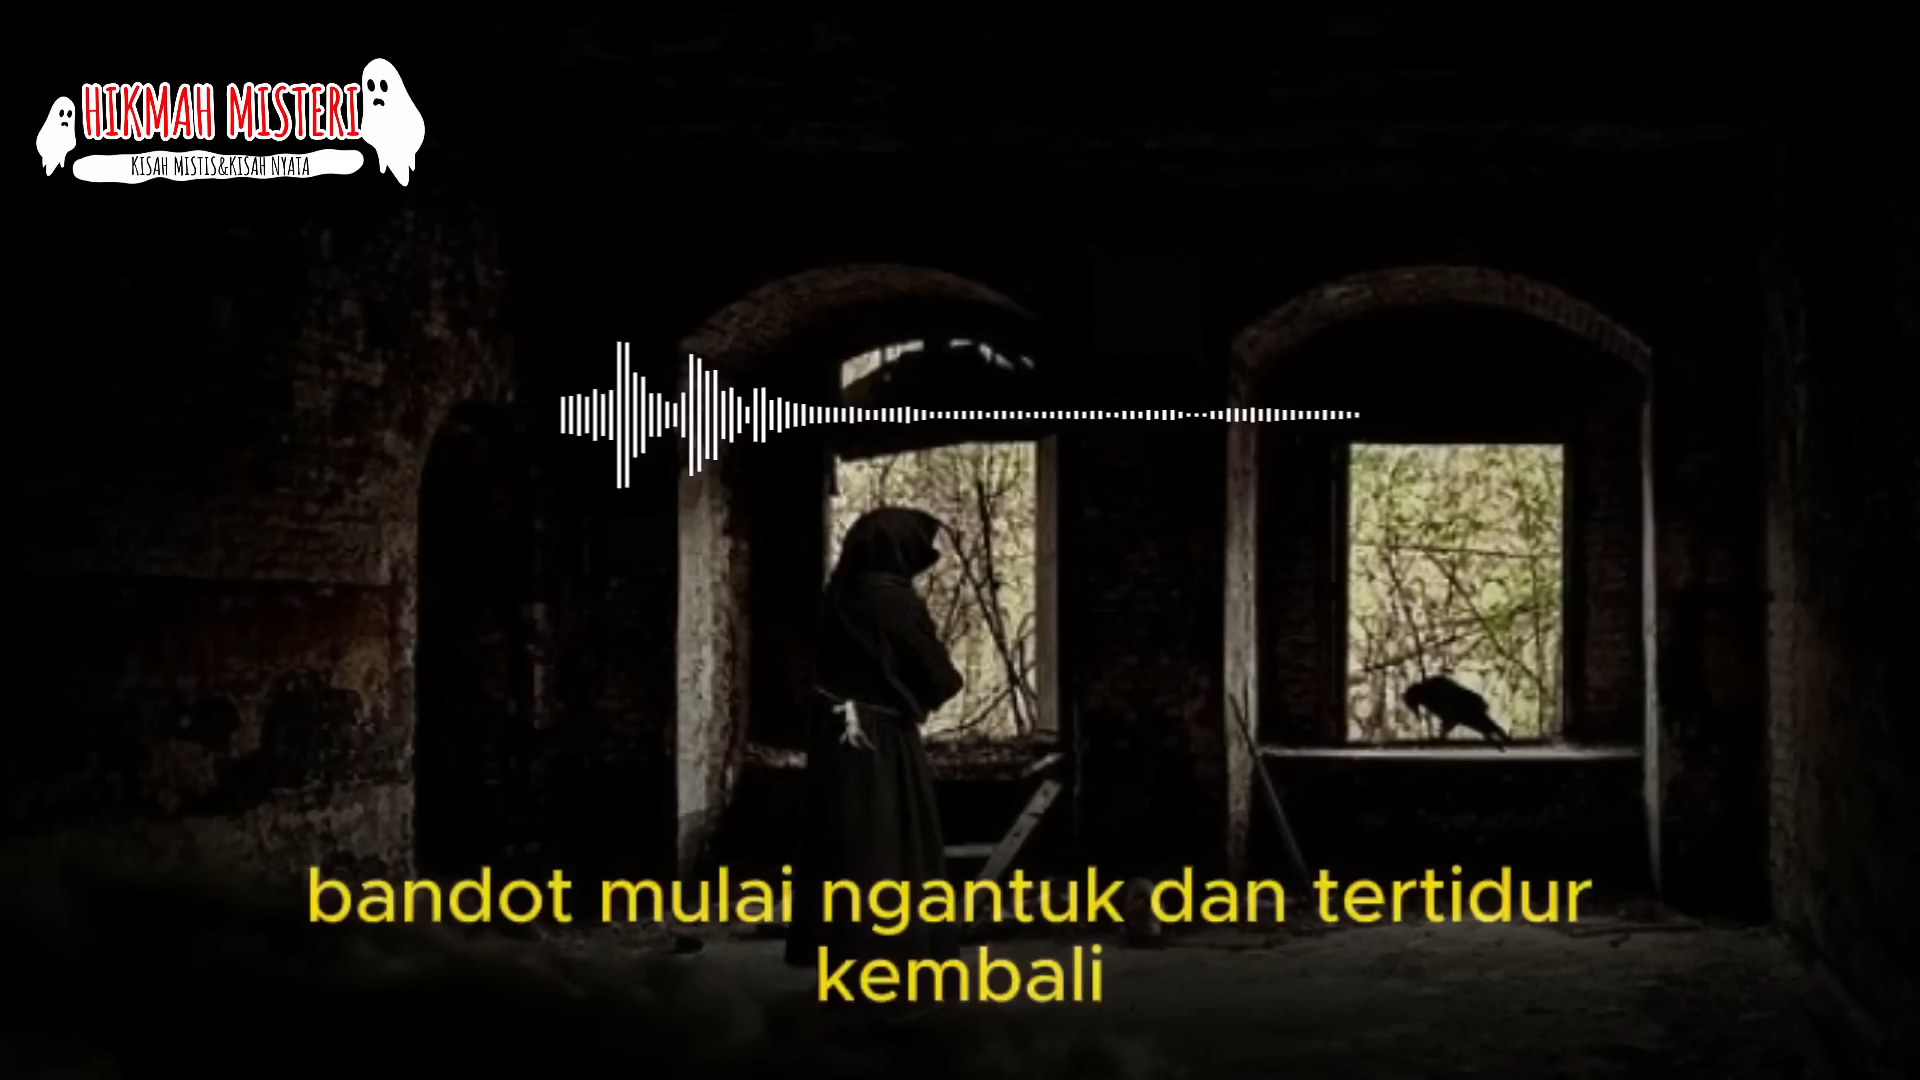 HIKMAH MISTERI
KISAH MISTIS&KISAH NYATA
bandot mulai ngantuk dan tertidur
kembali